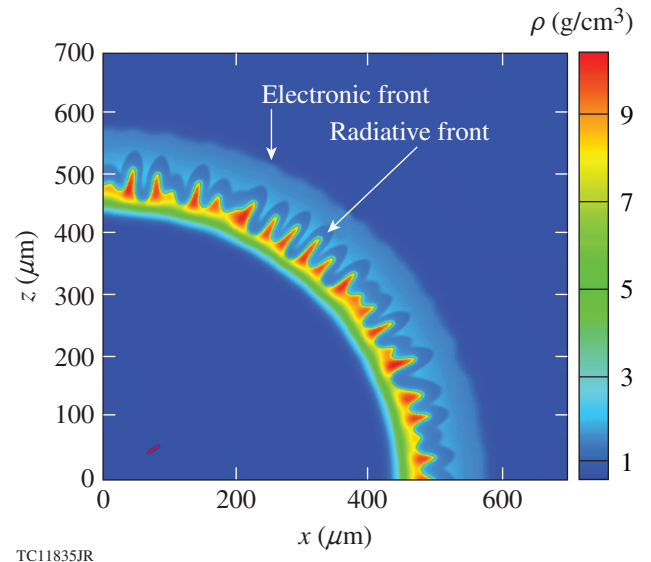 ρ (g/cm³)
700
600
500
400
300
200
100
0
z (μm)
Electronic front
Radiative front
9
7
5
3
1
0
200
400
600
x (μm)
TC11835JR